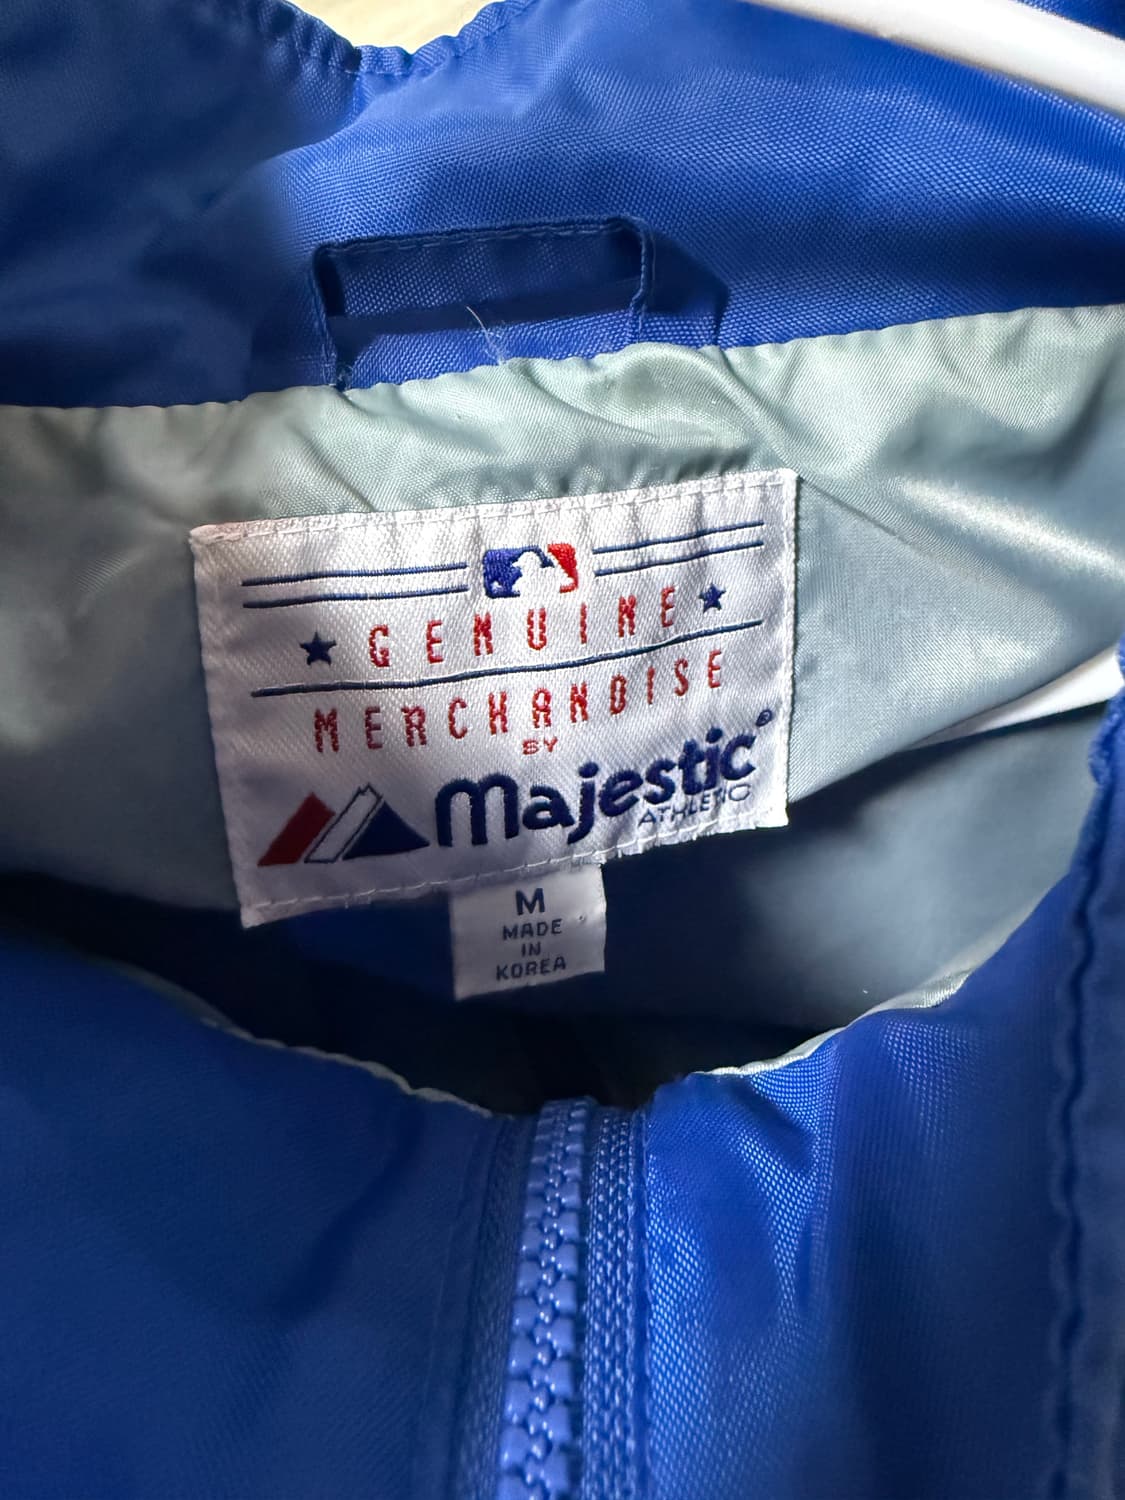 GENUINE
MERCHANDISE
BY
Majestic®
ATHLETIC
M
MADE
IN
KOREA